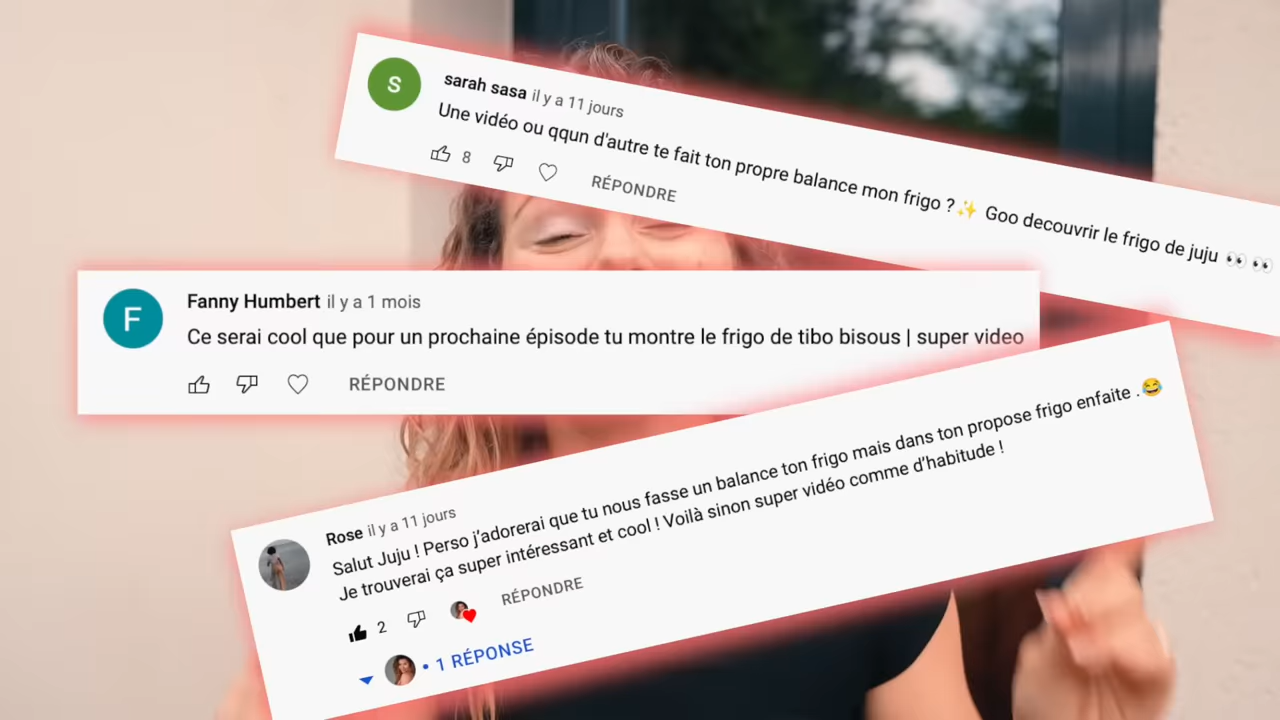 S
sarah sasa il y a 11 jours
Une vidéo ou qqun d'autre te fait ton propre balance mon frigo ?✨ Goo decouvrir le frigo de juju 👀 👀
8 RÉPONDRE
F
Fanny Humbert il y a 1 mois
Ce serai cool que pour un prochaine épisode tu montre le frigo de tibo bisous | super video
RÉPONDRE
Rose il y a 11 jours
Salut Juju ! Perso j'adorerai que tu nous fasse un balance ton frigo mais dans ton propose frigo enfaite . 😂
Je trouverai ça super intéressant et cool ! Voilà sinon super vidéo comme d'habitude !
2 RÉPONDRE
• 1 RÉPONSE